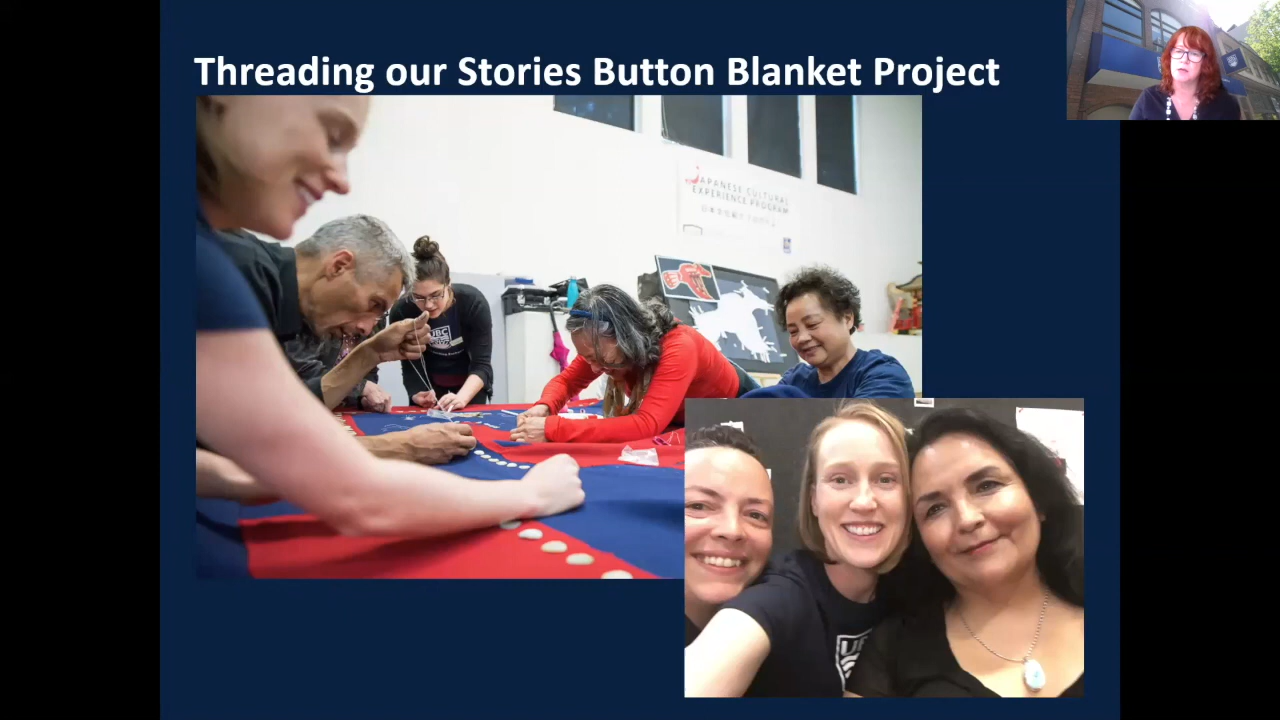 Threading our Stories Button Blanket Project
JAPANESE CULTURAL
EXPERIENCE PROGRAM
UBC